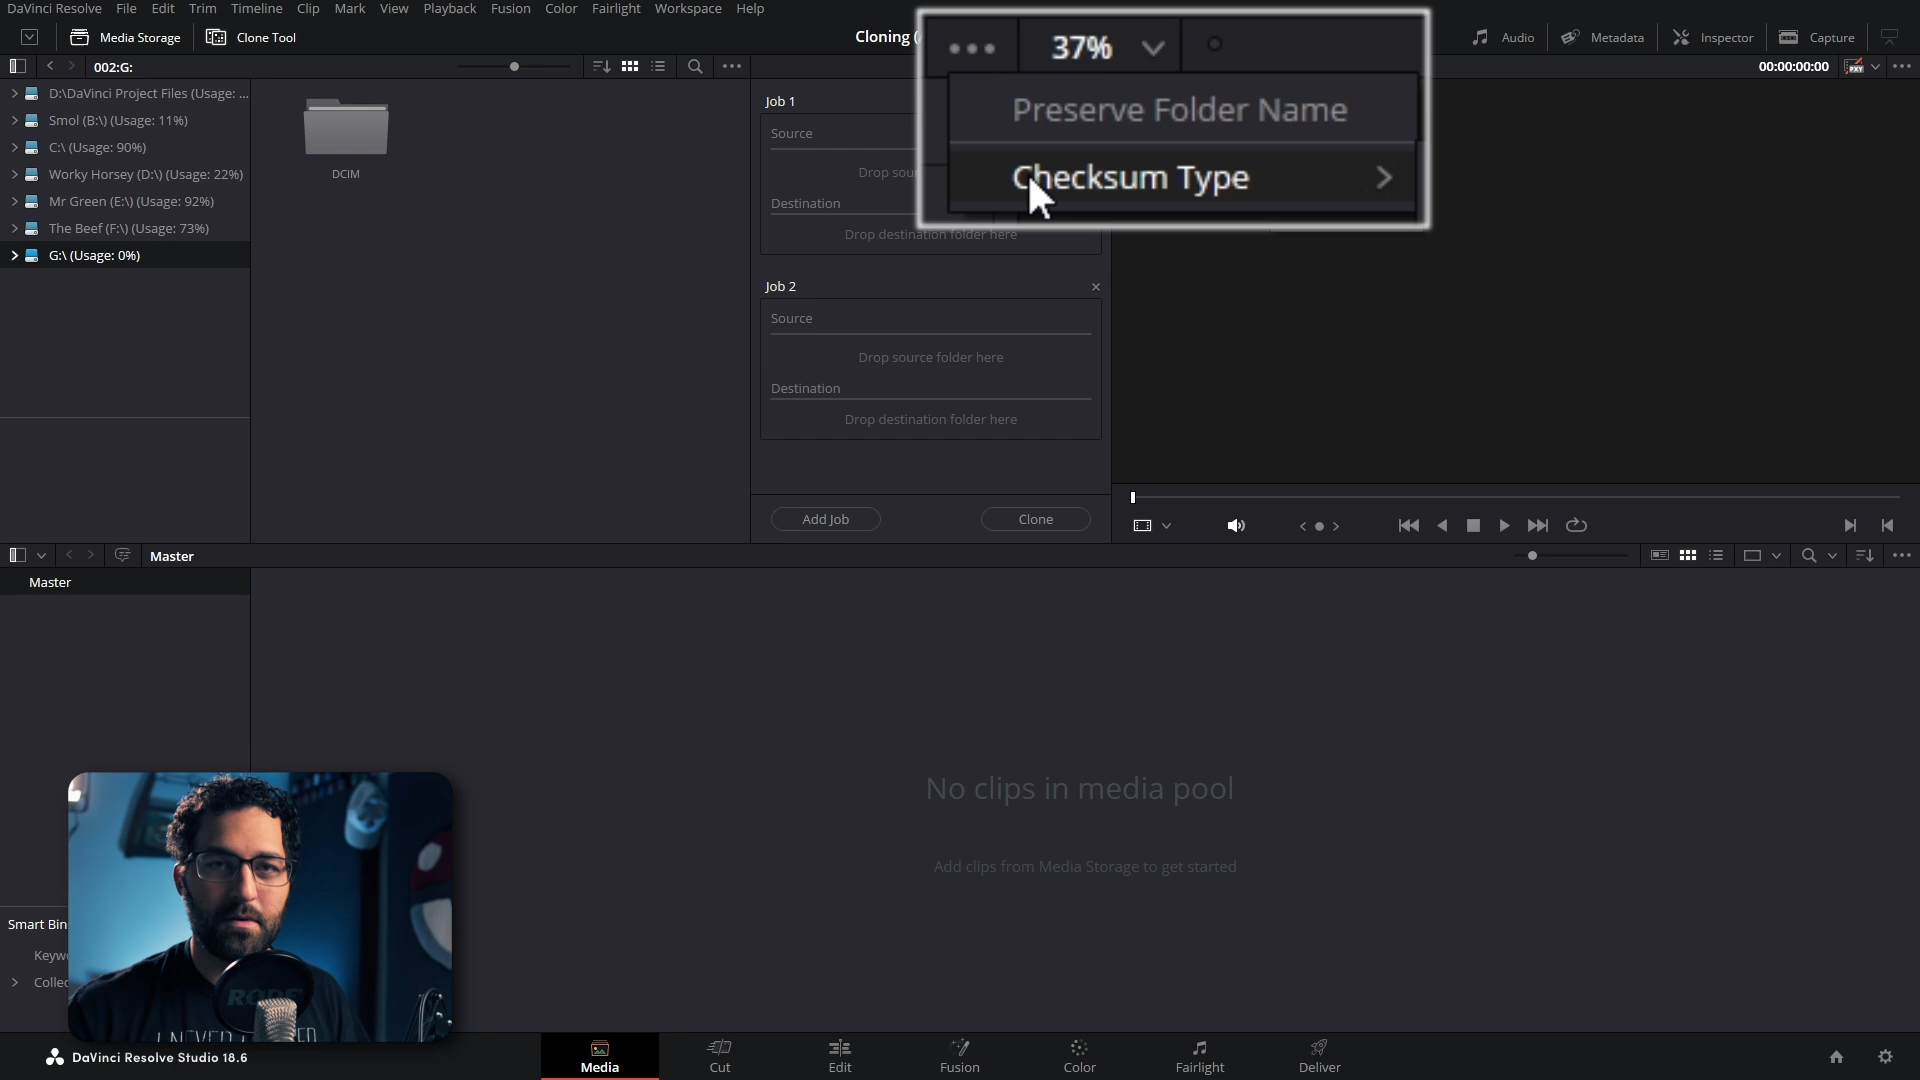 DaVinci Resolve File Edit Trim Timeline Clip Mark View Playback Fusion Color Fairlight Workspace Help
Media Storage
Clone Tool
Cloning
Audio
Metadata
Inspector
Capture
002:G:
00:00:00:00
37%
Preserve Folder Name
Checksum Type
D:\DaVinci Project Files (Usage: ...
Smol (B:\) (Usage: 11%)
C:\ (Usage: 90%)
Worky Horsey (D:\) (Usage: 22%)
Mr Green (E:\) (Usage: 92%)
The Beef (F:\) (Usage: 73%)
G:\ (Usage: 0%)
DCIM
Job 1
Source
Drop sour
Destination
Drop destination folder here
Job 2
Source
Drop source folder here
Destination
Drop destination folder here
Add Job
Clone
Master
Master
No clips in media pool
Add clips from Media Storage to get started
Smart Bin
Keyw
Collec
RØDE
DaVinci Resolve Studio 18.6
Media
Cut
Edit
Fusion
Color
Fairlight
Deliver